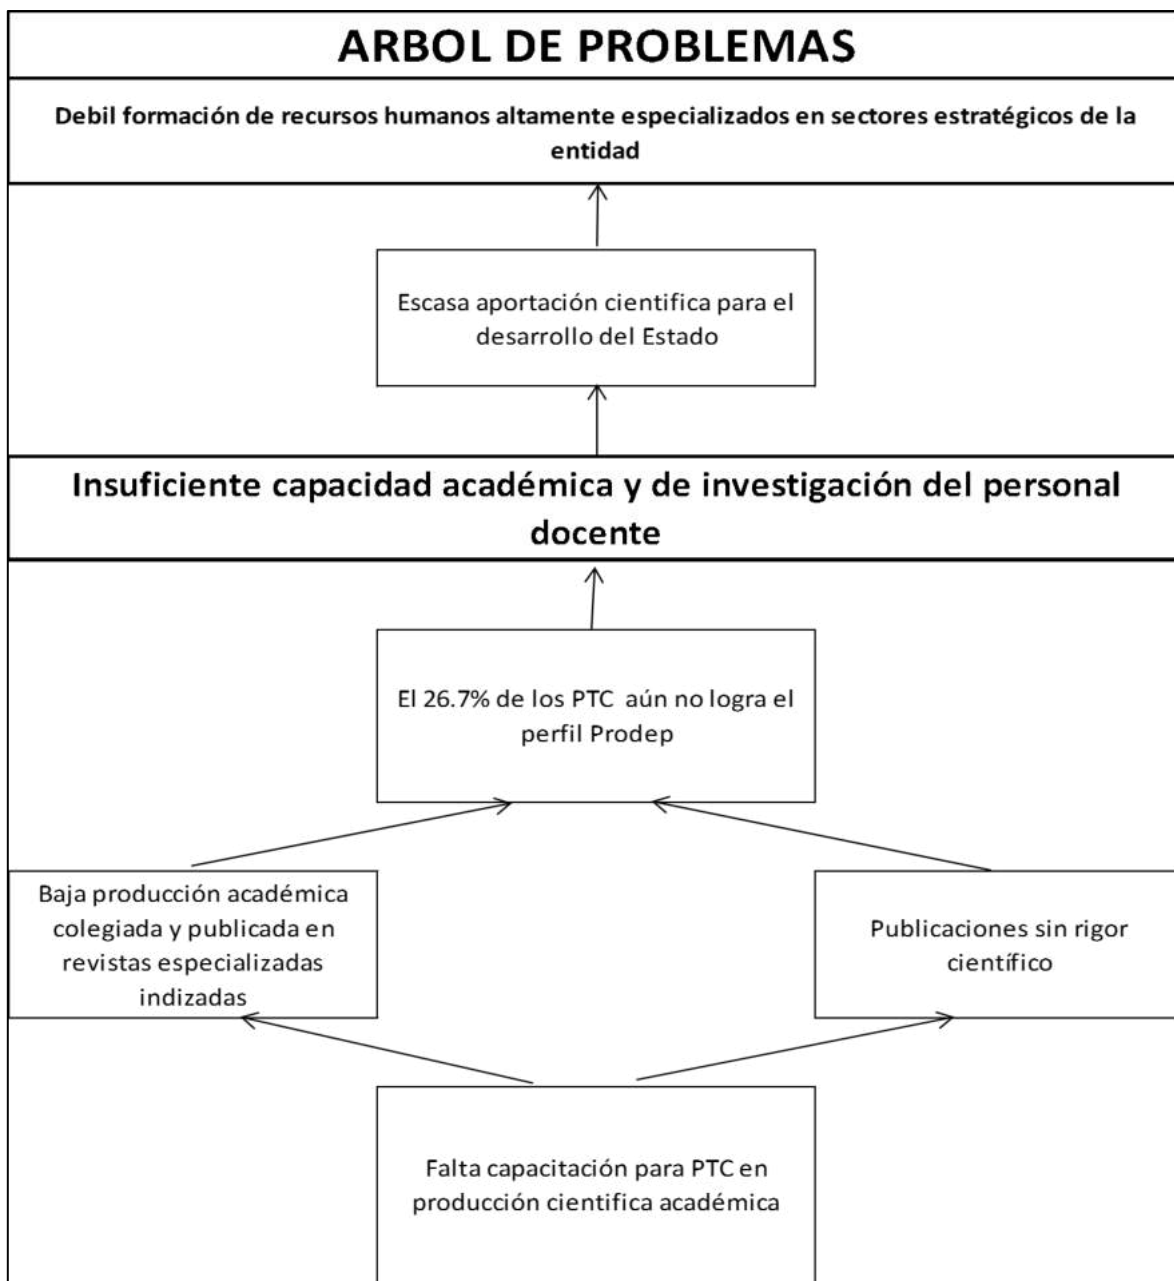 ARBOL DE PROBLEMAS
Debil formación de recursos humanos altamente especializados en sectores estratégicos de la
entidad
Escasa aportación cientifica para el
desarrollo del Estado
Insuficiente capacidad académica y de investigación del personal
docente
El 26.7% de los PTC aún no logra el
perfil Prodep
Baja producción académica
colegiada y publicada en
revistas especializadas
indizadas
Publicaciones sin rigor
científico
Falta capacitación para PTC en
producción cientifica académica